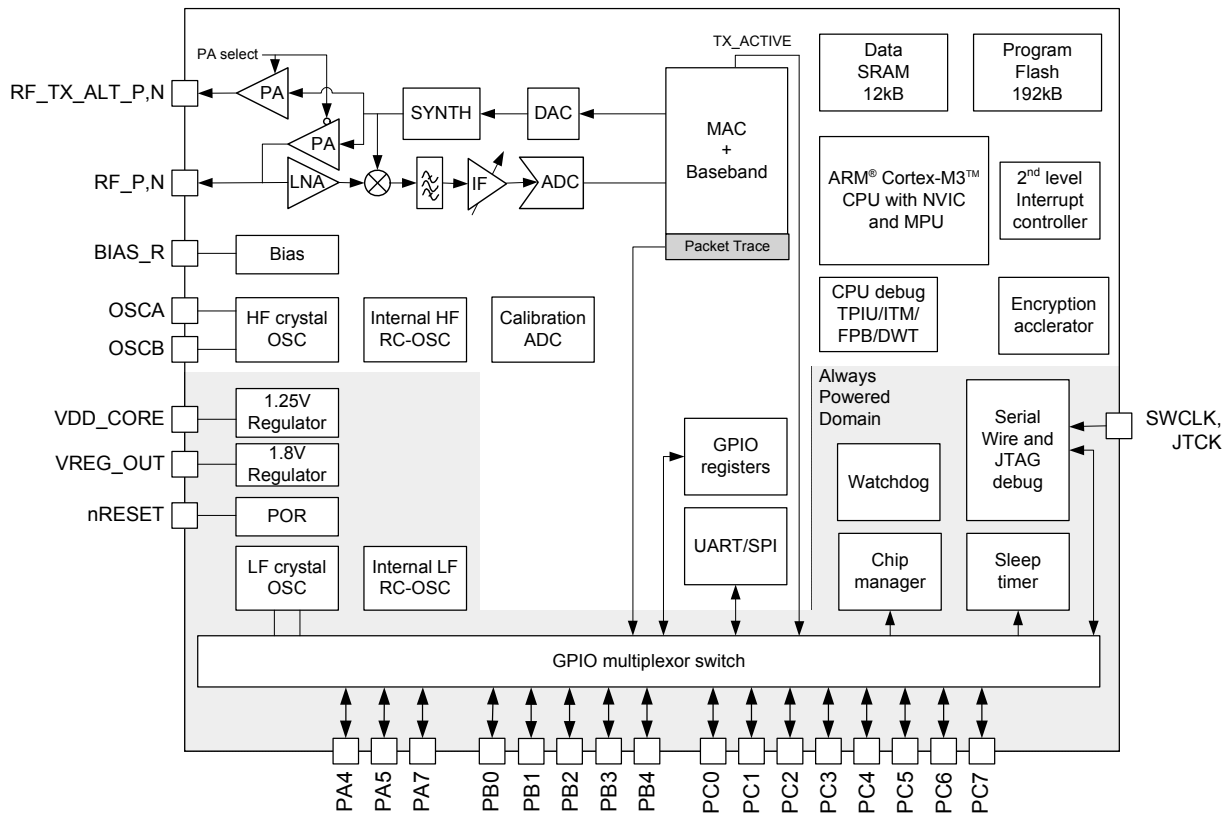 PA select
TX_ACTIVE
RF_TX_ALT_P,N
PA
SYNTH
DAC
MAC
+
Baseband
Data
SRAM
12kB
Program
Flash
192kB
PA
RF_P,N
LNA
IF
ADC
ARM® Cortex-M3™
CPU with NVIC
and MPU
2nd level
Interrupt
controller
Packet Trace
BIAS_R
Bias
OSCA
OSCB
HF crystal
OSC
Internal HF
RC-OSC
Calibration
ADC
CPU debug
TPIU/ITM/
FPB/DWT
Encryption
acclerator
Always
Powered
Domain
VDD_CORE
1.25V
Regulator
VREG_OUT
1.8V
Regulator
nRESET
POR
GPIO
registers
Watchdog
Serial
Wire and
JTAG
debug
SWCLK,
JTCK
LF crystal
OSC
Internal LF
RC-OSC
UART/SPI
Chip
manager
Sleep
timer
GPIO multiplexor switch
PA4
PA5
PA7
PB0
PB1
PB2
PB3
PB4
PC0
PC1
PC2
PC3
PC4
PC5
PC6
PC7